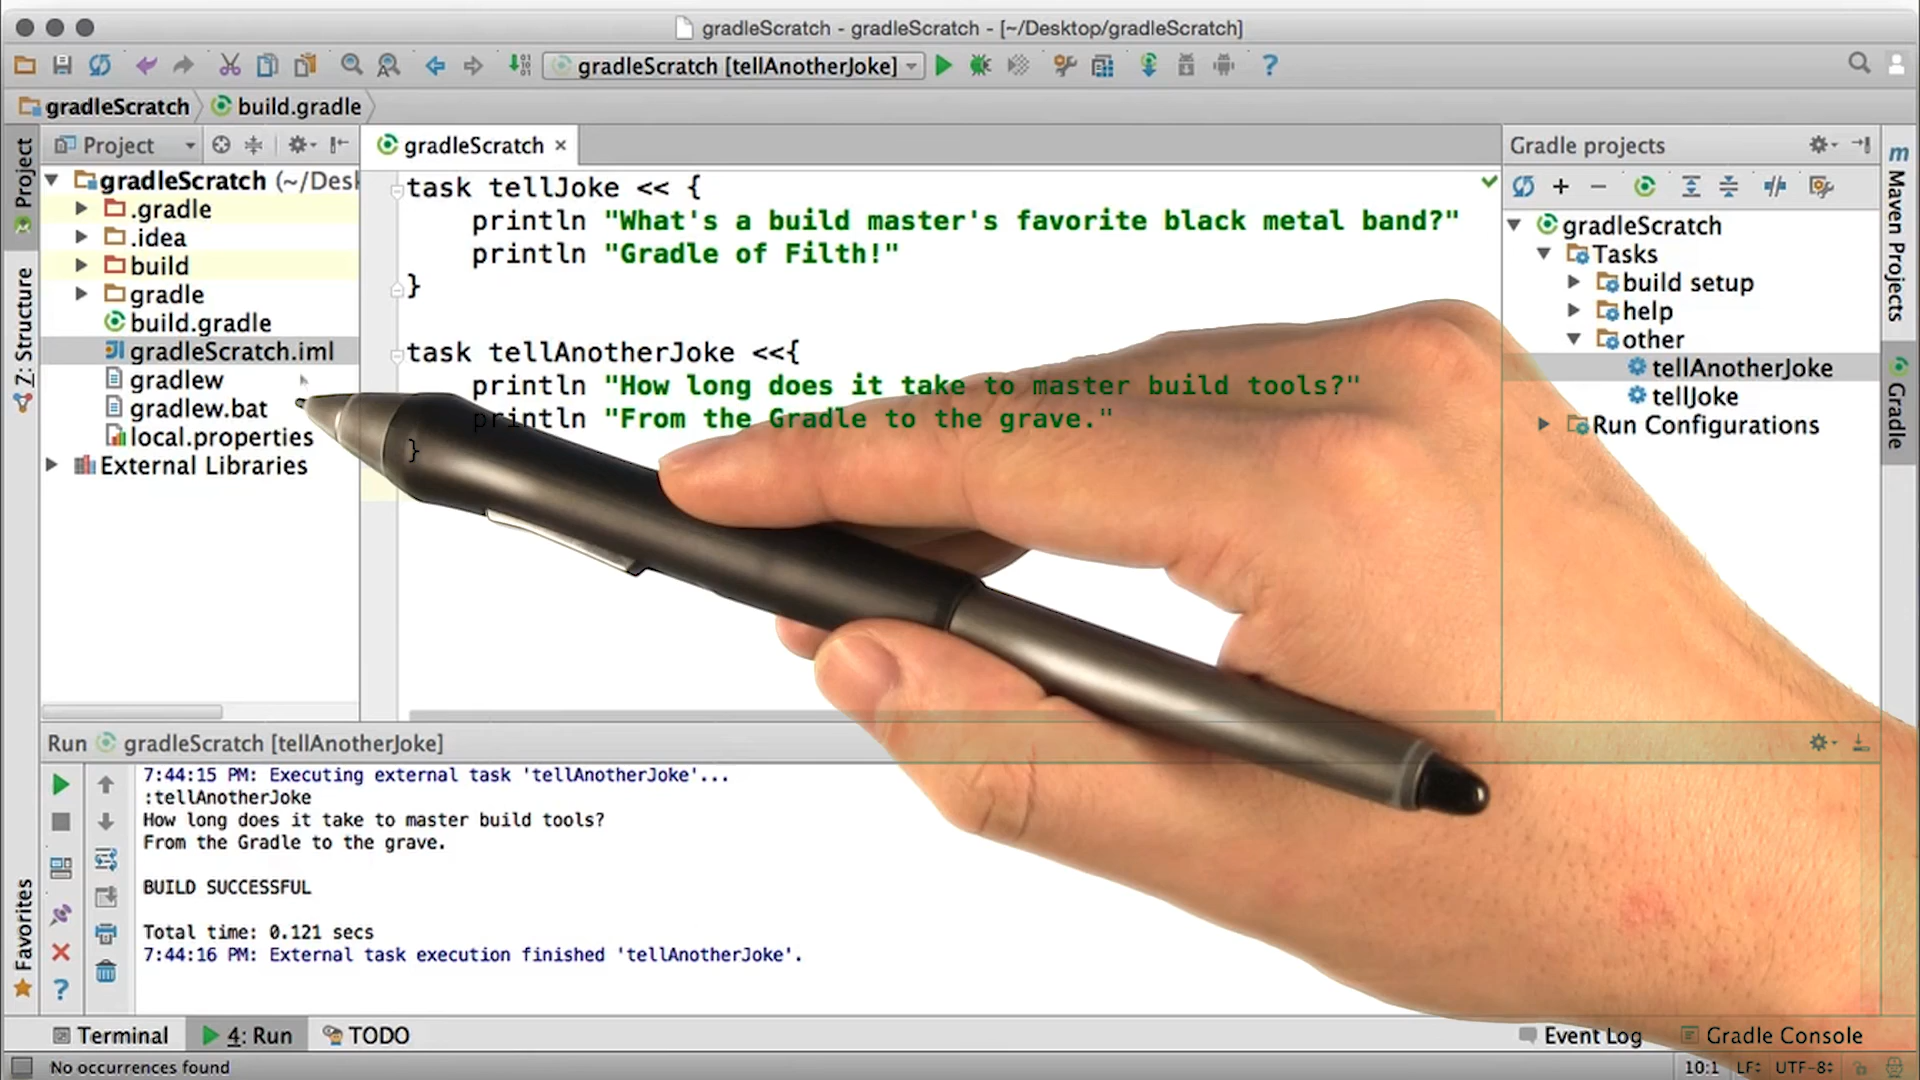 gradleScratch - gradleScratch - [~/Desktop/gradleScratch]
gradleScratch [tellAnotherJoke]
gradleScratch
build.gradle
Project
gradleScratch
Gradle projects
Project
Z: Structure
Favorites
gradleScratch (~/Desk
.gradle
.idea
build
gradle
build.gradle
gradleScratch.iml
gradlew
gradlew.bat
local.properties
External Libraries
task tellJoke << {
println "What's a build master's favorite black metal band?"
println "Gradle of Filth!"
}
task tellAnotherJoke <<{
println "How long does it take to master build tools?"
println "From the Gradle to the grave."
}
gradleScratch
Tasks
build setup
help
other
tellAnotherJoke
tellJoke
Run Configurations
m
Maven Projects
Gradle
Run gradleScratch [tellAnotherJoke]
7:44:15 PM: Executing external task 'tellAnotherJoke'...
:tellAnotherJoke
How long does it take to master build tools?
From the Gradle to the grave.
BUILD SUCCESSFUL
Total time: 0.121 secs
7:44:16 PM: External task execution finished 'tellAnotherJoke'.
Terminal
4: Run
TODO
Event Log
Gradle Console
No occurrences found
10:1
LF
UTF-8